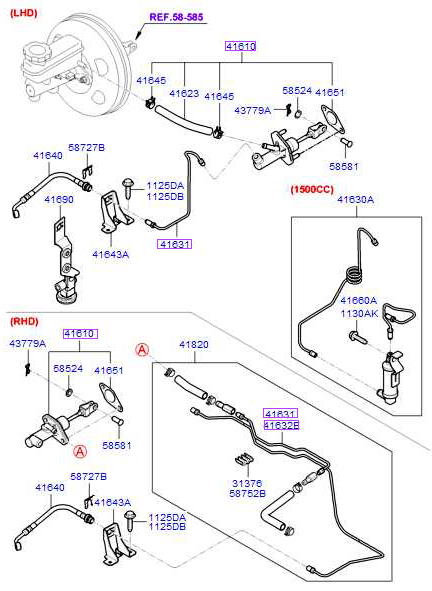 (LHD)
REF.58-585
41610
41645
41623
41645
58524
41651
43779A
58581
58727B
41640
41690
1125DA
1125DB
41643A
41631
(1500CC)
41630A
41660A
1130AK
(RHD)
41610
43779A
58524
41651
58581
A
A
41820
41631
41632B
31376
58752B
58727B
41640
41643A
1125DA
1125DB